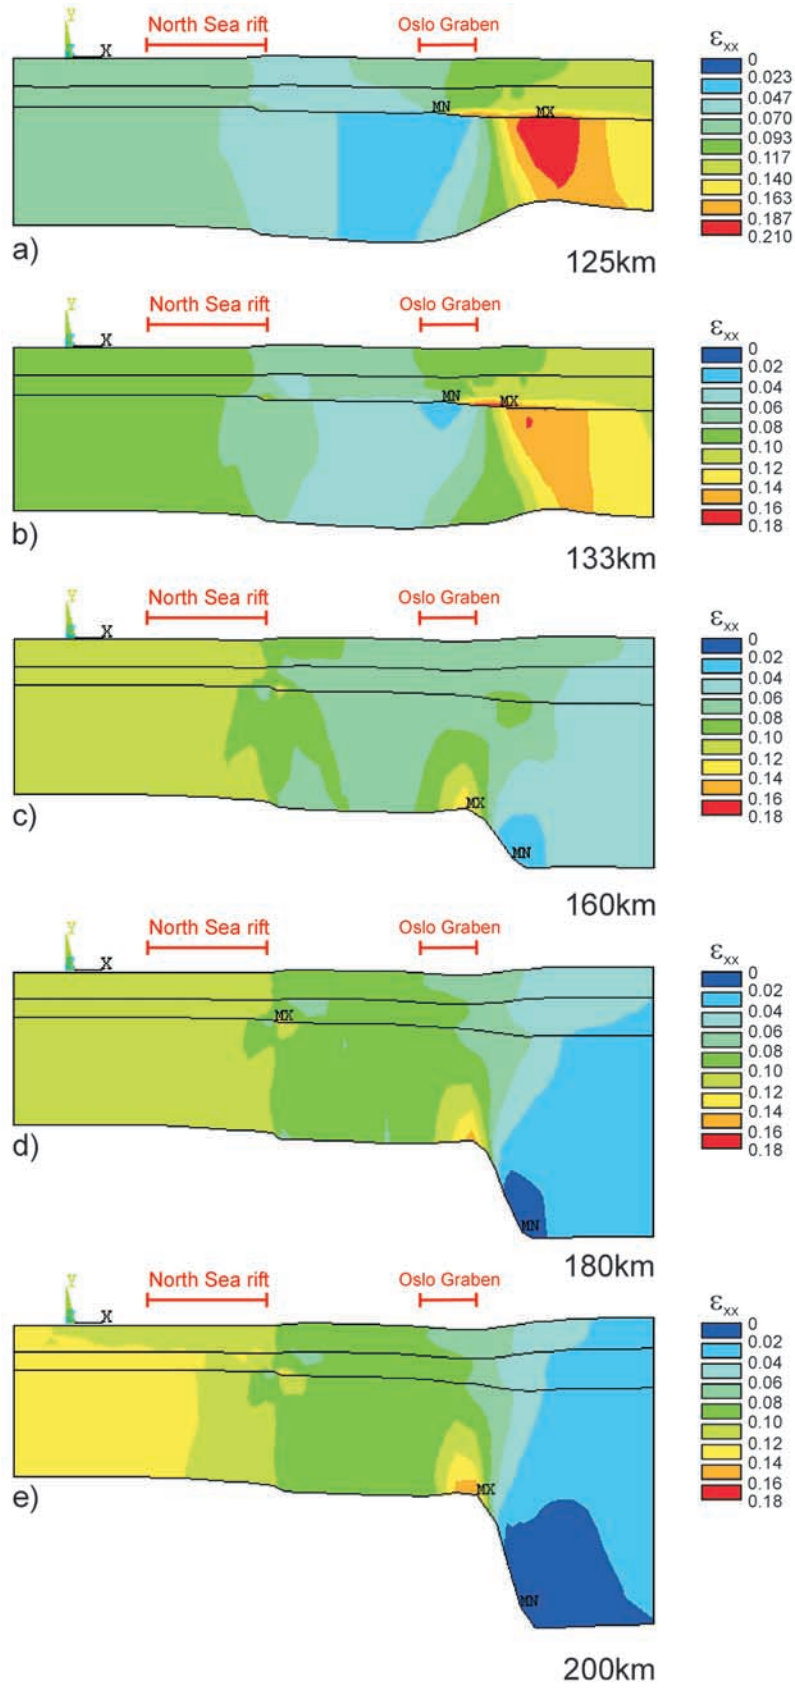 Y
X
North Sea rift
Oslo Graben
εxx
0
0.023
0.047
0.070
0.093
0.117
0.140
0.163
0.187
0.210
MN
MX
a)
125km
Y
X
North Sea rift
Oslo Graben
εxx
0
0.02
0.04
0.06
0.08
0.10
0.12
0.14
0.16
0.18
MN
MX
b)
133km
Y
X
North Sea rift
Oslo Graben
εxx
0
0.02
0.04
0.06
0.08
0.10
0.12
0.14
0.16
0.18
MX
MN
c)
160km
Y
X
North Sea rift
Oslo Graben
εxx
0
0.02
0.04
0.06
0.08
0.10
0.12
0.14
0.16
0.18
MX
MN
d)
180km
Y
X
North Sea rift
Oslo Graben
εxx
0
0.02
0.04
0.06
0.08
0.10
0.12
0.14
0.16
0.18
MX
MN
e)
200km